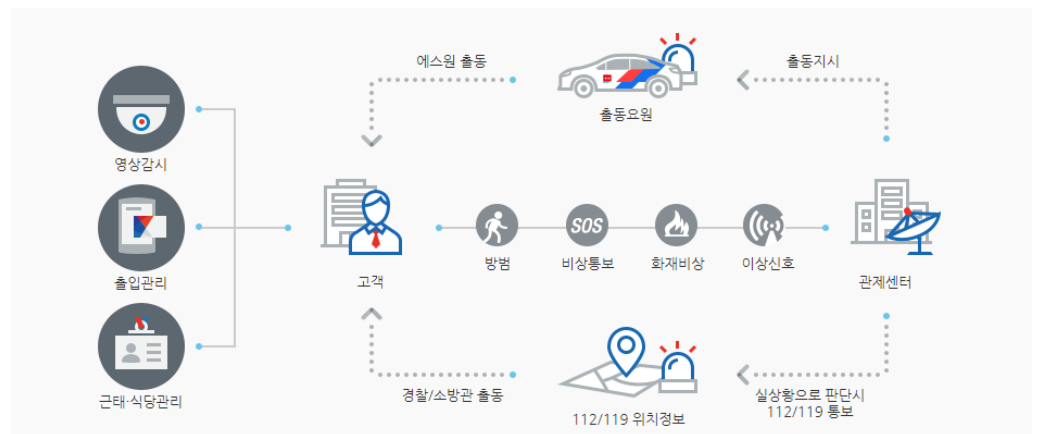 에스원 출동
출동지시
출동요원
영상감시
출입관리
근태·식당관리
고객
방범
SOS
비상통보
화재비상
이상신호
관제센터
경찰/소방관 출동
112/119 위치정보
실상황으로 판단시
112/119 통보